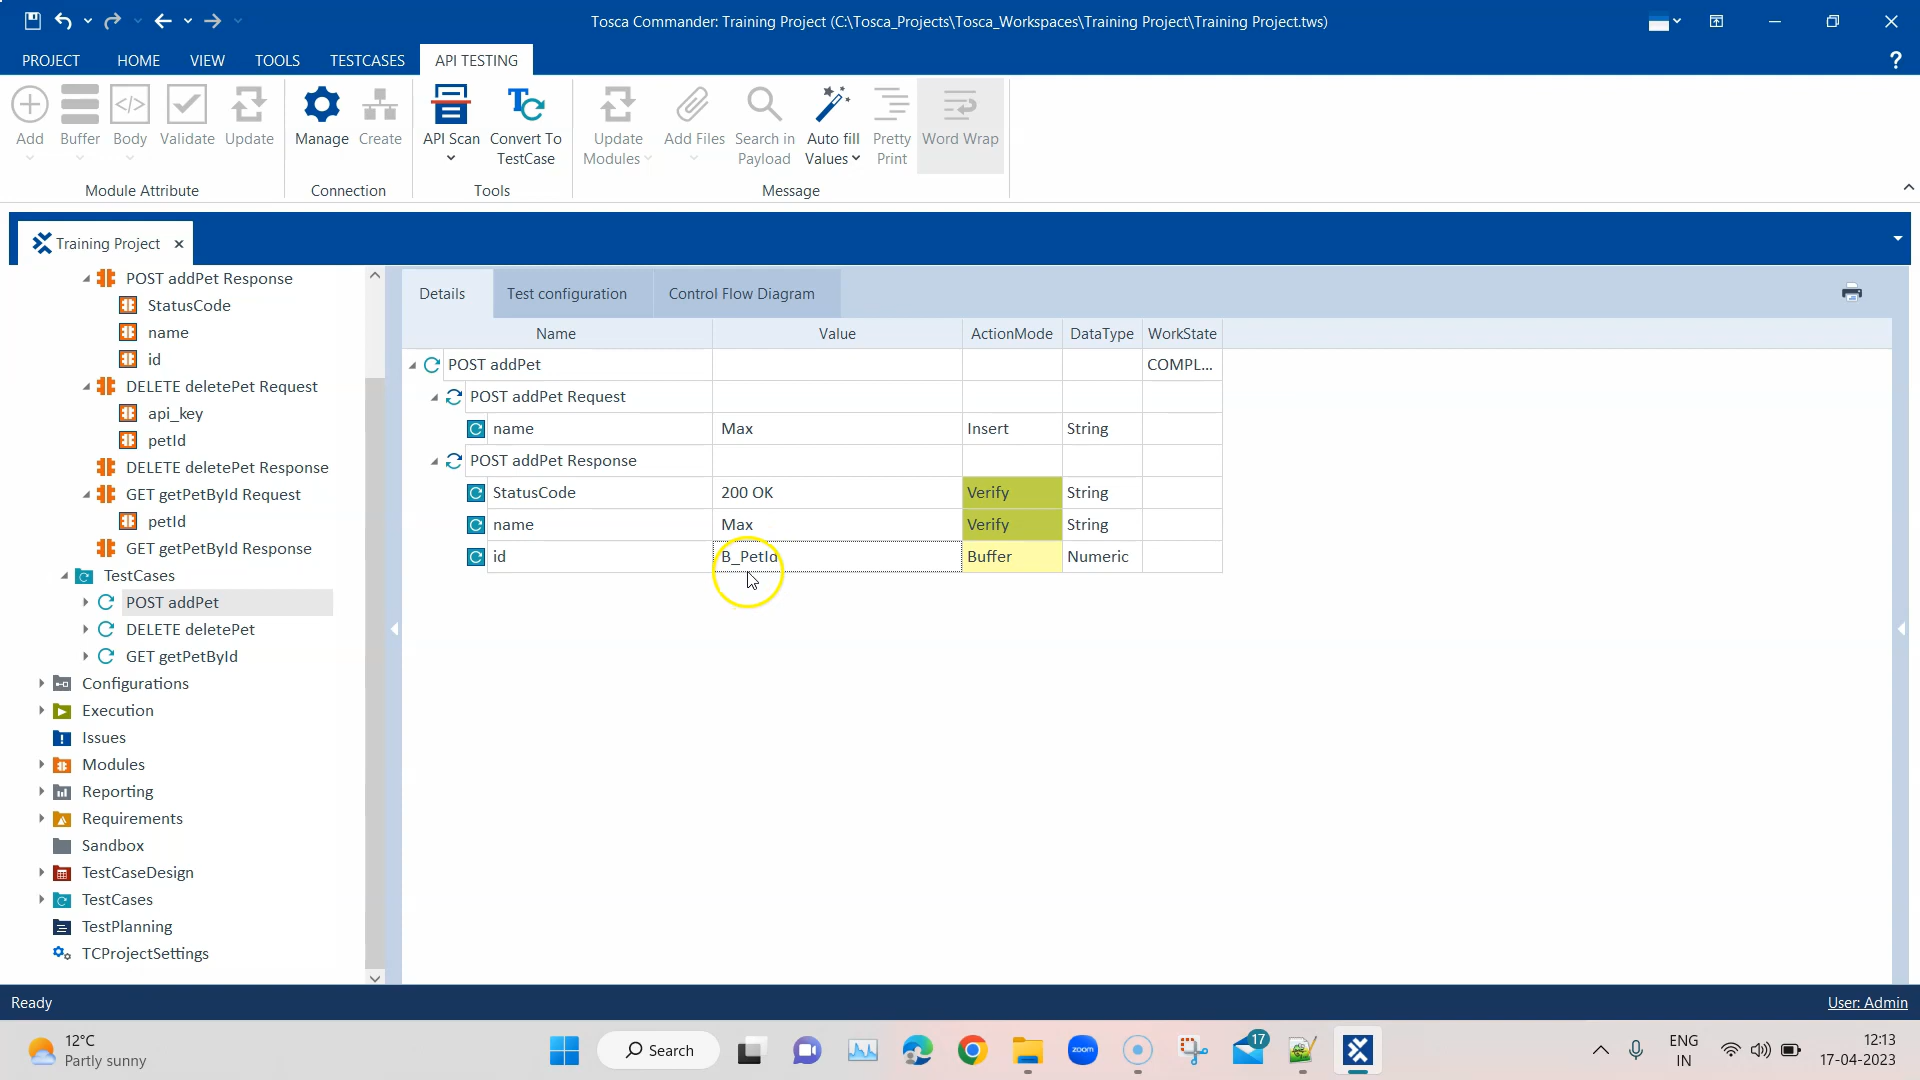 Tosca Commander: Training Project (C:\Tosca_Projects\Tosca_Workspaces\Training Project\Training Project.tws)
PROJECT HOME VIEW TOOLS TESTCASES API TESTING ?
Add Buffer Body Validate Update Manage Create API Scan Convert To TestCase Update Modules Add Files Search in Payload Auto fill Values Pretty Print Word Wrap
Module Attribute Connection Tools Message
Training Project
Details Test configuration Control Flow Diagram
Name Value ActionMode DataType WorkState
POST addPet COMPL...
POST addPet Request
name Max Insert String
POST addPet Response
StatusCode 200 OK Verify String
name Max Verify String
id B_PetId Buffer Numeric
POST addPet Response
StatusCode
name
id
DELETE deletePet Request
api_key
petId
DELETE deletePet Response
GET getPetById Request
petId
GET getPetById Response
TestCases
POST addPet
DELETE deletePet
GET getPetById
Configurations
Execution
Issues
Modules
Reporting
Requirements
Sandbox
TestCaseDesign
TestCases
TestPlanning
TCProjectSettings
Ready User: Admin
12°C
Partly sunny
Search
zoom
17
ENG
IN
12:13
17-04-2023